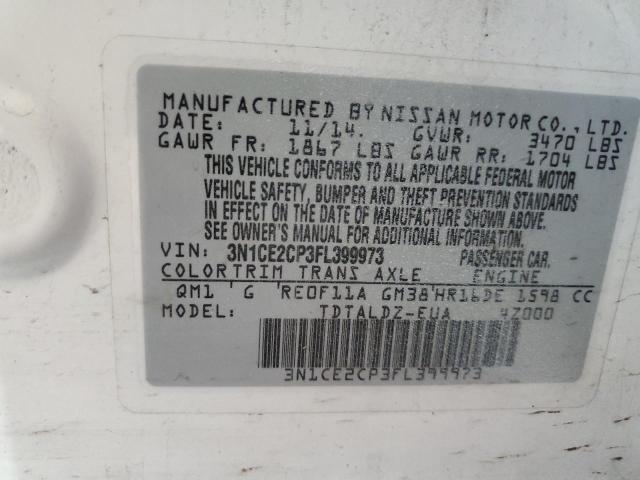 MANUFACTURED BY NISSAN MOTOR CO., LTD.
DATE: 11/14. GVWR: 3470 LBS
GAWR FR: 1867 LBS GAWR RR: 1704 LBS
THIS VEHICLE CONFORMS TO ALL APPLICABLE FEDERAL MOTOR
VEHICLE SAFETY, BUMPER AND THEFT PREVENTION STANDARDS
IN EFFECT ON THE DATE OF MANUFACTURE SHOWN ABOVE.
SEE OWNER'S MANUAL FOR ADDITIONAL INFORMATION.
VIN: 3N1CE2CP3FL399973 PASSENGER CAR.
COLOR TRIM TRANS AXLE ENGINE
QM1 ' G 'RE0F11A GM38'HR16DE 1598 CC
TDTALDZ-EUA 4Z000
3N1CE2CP3FL399973